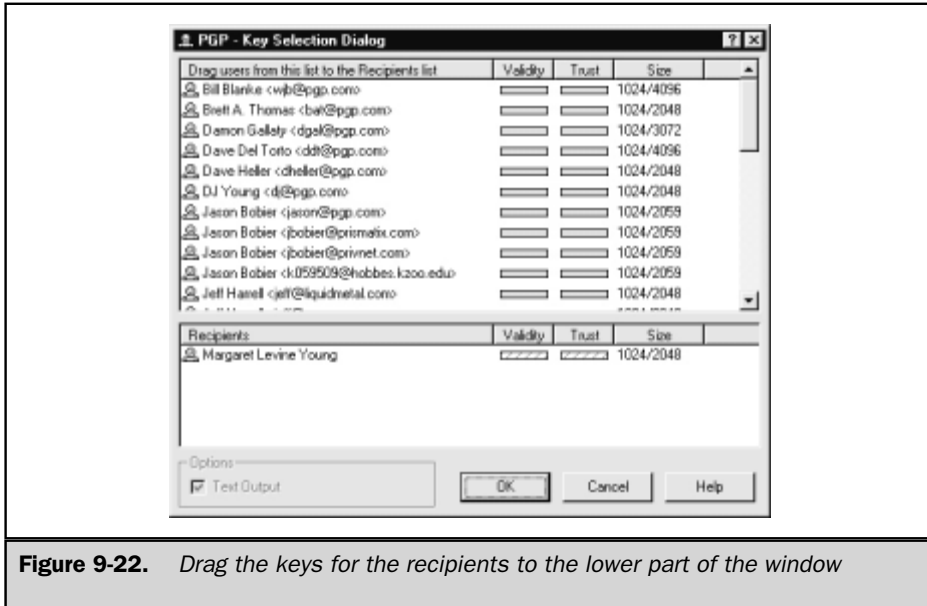 PGP - Key Selection Dialog
Drag users from this list to the Recipients list Validity Trust Size
Bill Blanke <wjb@pgp.com> 1024/4096
Brett A. Thomas <bat@pgp.com> 1024/2048
Damon Gallaty <dgal@pgp.com> 1024/3072
Dave Del Torto <ddt@pgp.com> 1024/4096
Dave Heller <dheller@pgp.com> 1024/2048
DJ Young <dj@pgp.com> 1024/2048
Jason Bobier <jason@pgp.com> 1024/2059
Jason Bobier <jbobier@prismatix.com> 1024/2059
Jason Bobier <jbobier@privnet.com> 1024/2059
Jason Bobier <k059509@hobbes.kzoo.edu> 1024/2059
Jeff Harrell <jeff@liquidmetal.com> 1024/2048
Recipients Validity Trust Size
Margaret Levine Young 1024/2048
Options
Text Output
OK Cancel Help
Figure 9-22. Drag the keys for the recipients to the lower part of the window